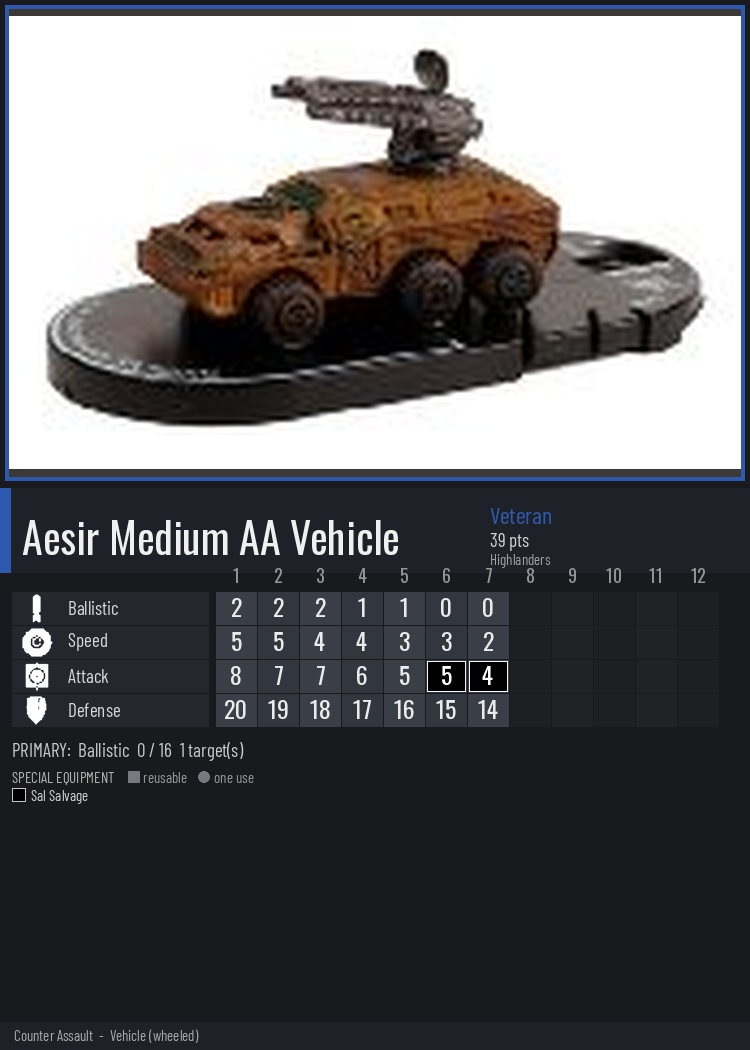 Aesir Medium AA Vehicle
Veteran
39 pts
Highlanders
1 2 3 4 5 6 7 8 9 10 11 12
Ballistic 2 2 2 1 1 0 0
Speed 5 5 4 4 3 3 2
Attack 8 7 7 6 5 5 4
Defense 20 19 18 17 16 15 14
PRIMARY: Ballistic 0 / 16 1 target(s)
SPECIAL EQUIPMENT reusable one use
Sal Salvage
Counter Assault - Vehicle (wheeled)